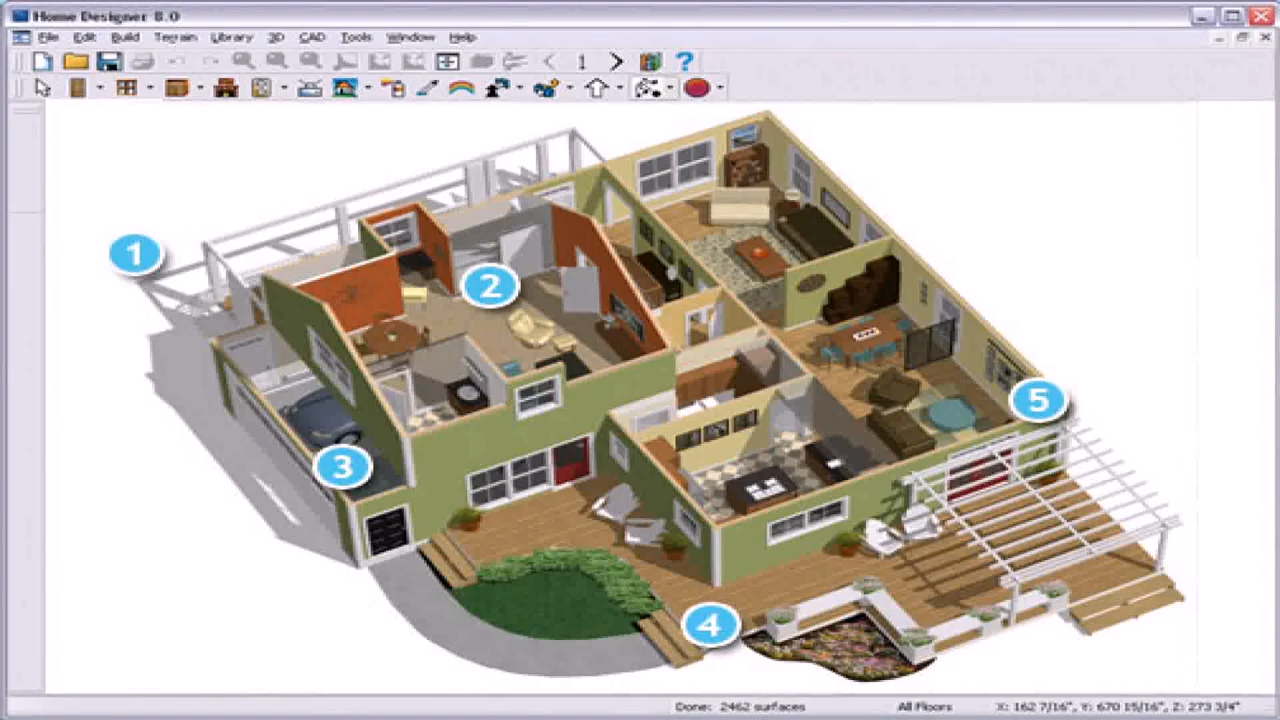 Home Designer 8.0
File Edit Build Terrain Library 3D CAD Tools Window Help
1
1
2
3
4
5
Done: 2462 surfaces All Floors X: 162 7/16", Y: 670 15/16", Z: 273 3/4"